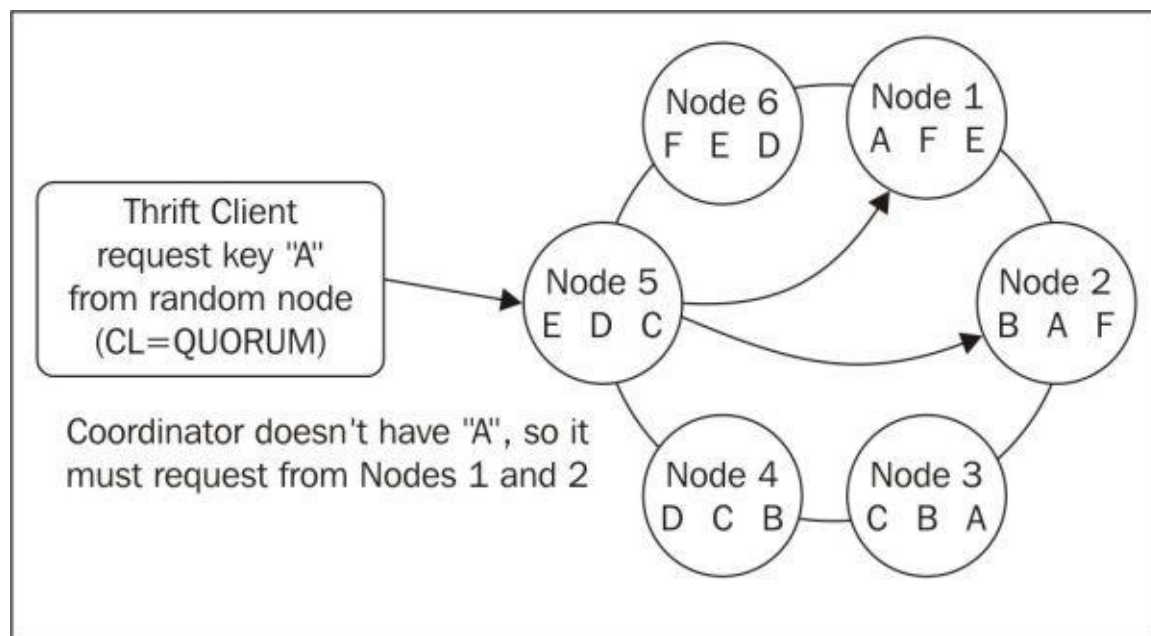 Thrift Client
request key "A"
from random node
(CL=QUORUM)
Coordinator doesn't have "A", so it
must request from Nodes 1 and 2
Node 6
F E D
Node 1
A F E
Node 5
E D C
Node 2
B A F
Node 4
D C B
Node 3
C B A